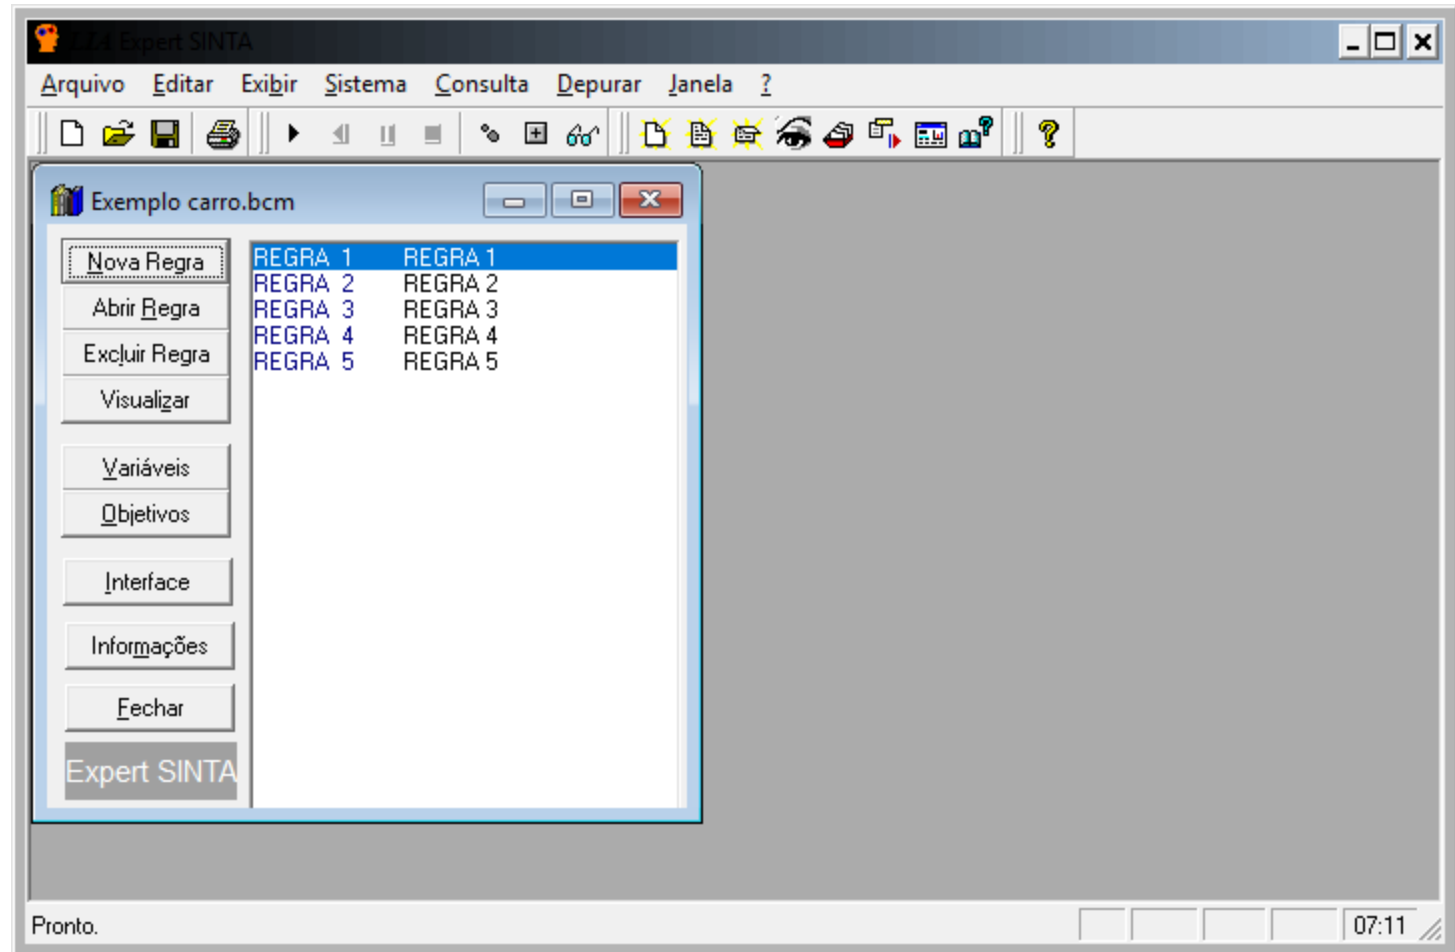 LIA Expert SINTA
Arquivo Editar Exibir Sistema Consulta Depurar Janela ?
Exemplo carro.bcm
Nova Regra
Abrir Regra
Excluir Regra
Visualizar
Variáveis
Objetivos
Interface
Informações
Fechar
Expert SINTA
REGRA 1 REGRA 1
REGRA 2 REGRA 2
REGRA 3 REGRA 3
REGRA 4 REGRA 4
REGRA 5 REGRA 5
Pronto.
07:11